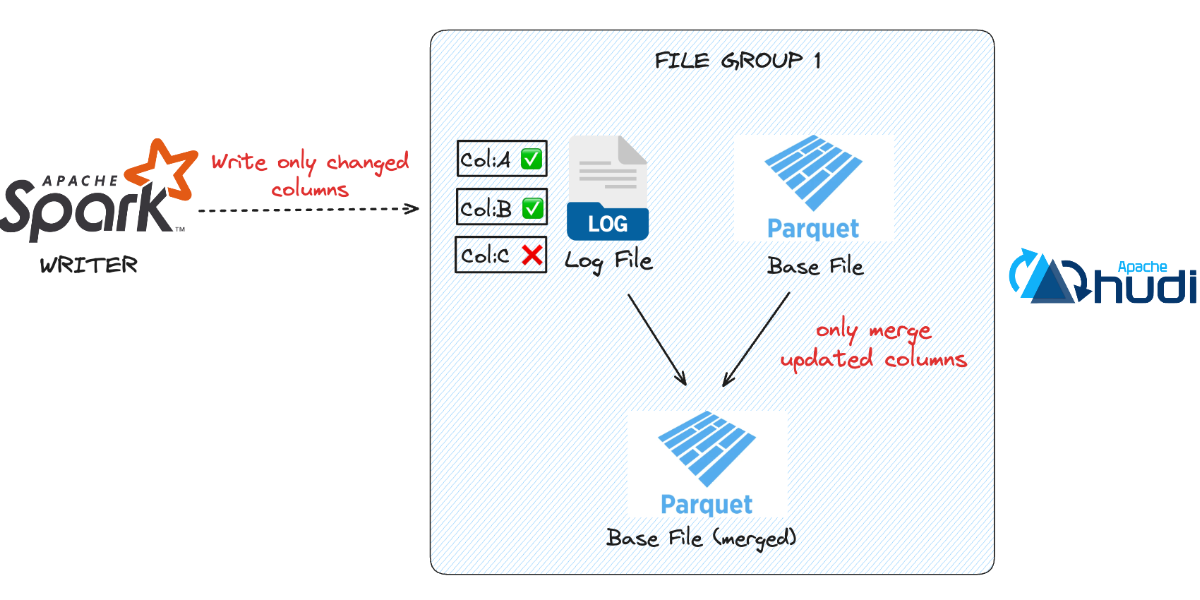 FILE GROUP 1
APACHE
Spark™
WRITER
Write only changed
columns
Col:A
Col:B
Col:C
LOG
Log File
Parquet
Base File
only merge
updated columns
Parquet
Base File (merged)
Apache
hudi